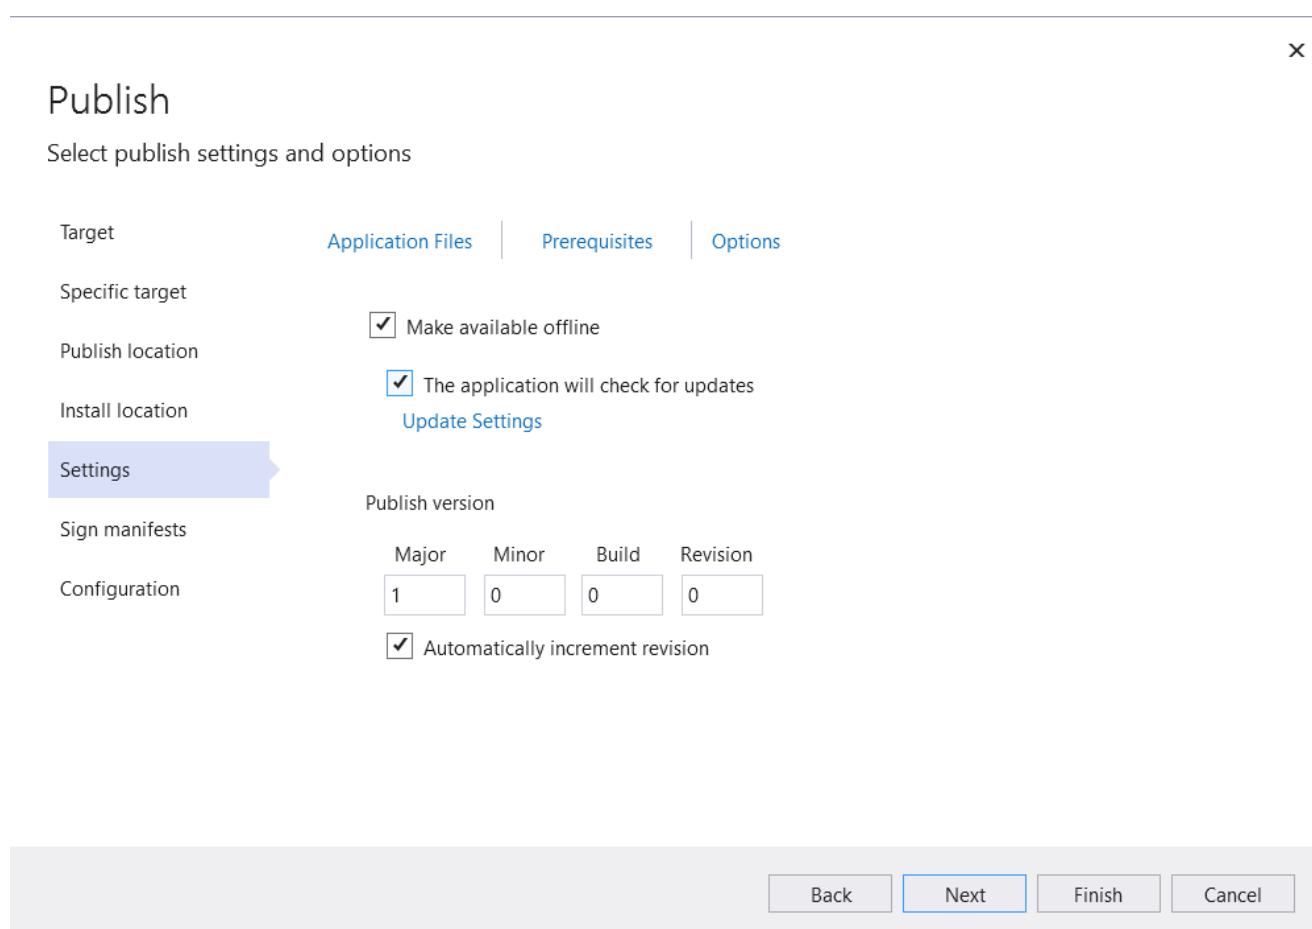 Publish
Select publish settings and options
Target
Specific target
Publish location
Install location
Settings
Sign manifests
Configuration
Application Files
Prerequisites
Options
Make available offline
The application will check for updates
Update Settings
Publish version
Major Minor Build Revision
1 0 0 0
Automatically increment revision
Back Next Finish Cancel